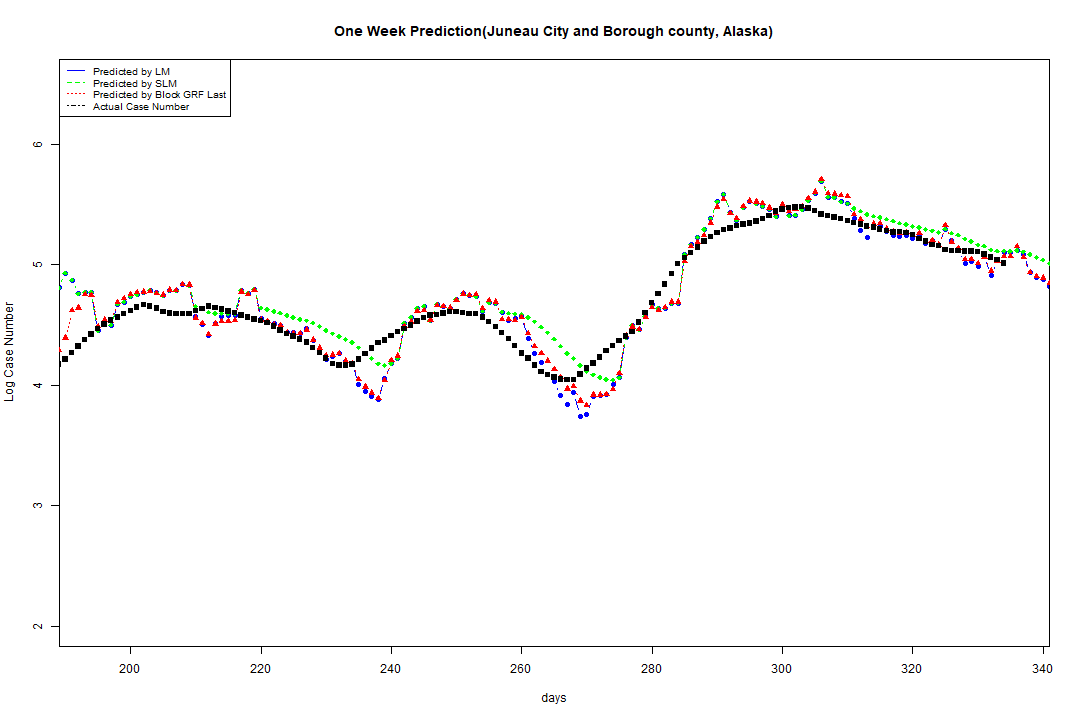 One Week Prediction(Juneau City and Borough county, Alaska)
Predicted by LM
Predicted by SLM
Predicted by Block GRF Last
Actual Case Number
6
5
4
3
2
Log Case Number
200 220 240 260 280 300 320 340
days